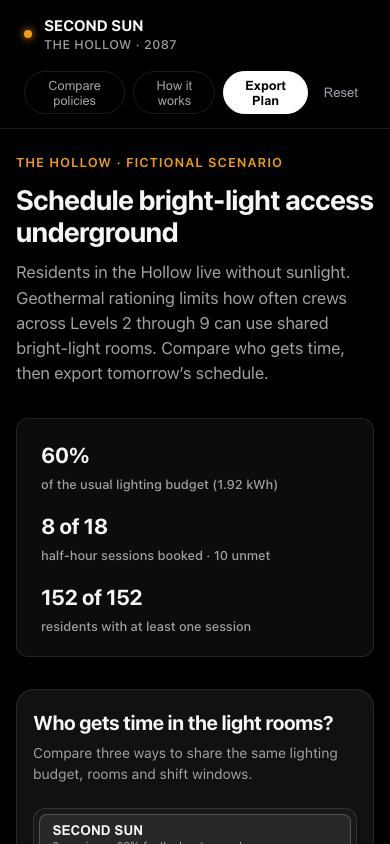 SECOND SUN
THE HOLLOW · 2087
Compare
policies
How it
works
Export
Plan
Reset
THE HOLLOW · FICTIONAL SCENARIO
Schedule bright-light access
underground
Residents in the Hollow live without sunlight.
Geothermal rationing limits how often crews
across Levels 2 through 9 can use shared
bright-light rooms. Compare who gets time,
then export tomorrow’s schedule.
60%
of the usual lighting budget (1.92 kWh)
8 of 18
half-hour sessions booked · 10 unmet
152 of 152
residents with at least one session
Who gets time in the light rooms?
Compare three ways to share the same lighting
budget, rooms and shift windows.
SECOND SUN